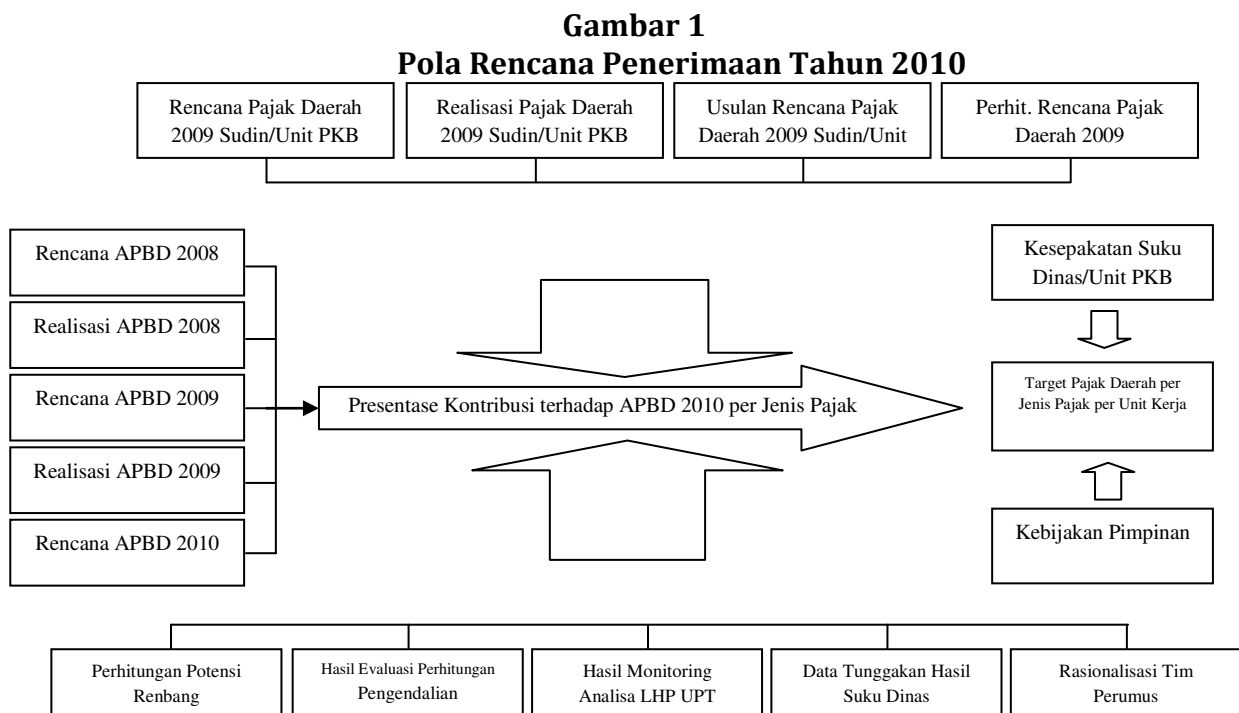 Gambar 1
Pola Rencana Penerimaan Tahun 2010
Rencana Pajak Daerah
2009 Sudin/Unit PKB
Realisasi Pajak Daerah
2009 Sudin/Unit PKB
Usulan Rencana Pajak
Daerah 2009 Sudin/Unit
Perhit. Rencana Pajak
Daerah 2009
Rencana APBD 2008
Realisasi APBD 2008
Rencana APBD 2009
Realisasi APBD 2009
Rencana APBD 2010
Presentase Kontribusi terhadap APBD 2010 per Jenis Pajak
Kesepakatan Suku
Dinas/Unit PKB
Target Pajak Daerah per
Jenis Pajak per Unit Kerja
Kebijakan Pimpinan
Perhitungan Potensi
Renbang
Hasil Evaluasi Perhitungan
Pengendalian
Hasil Monitoring
Analisa LHP UPT
Data Tunggakan Hasil
Suku Dinas
Rasionalisasi Tim
Perumus